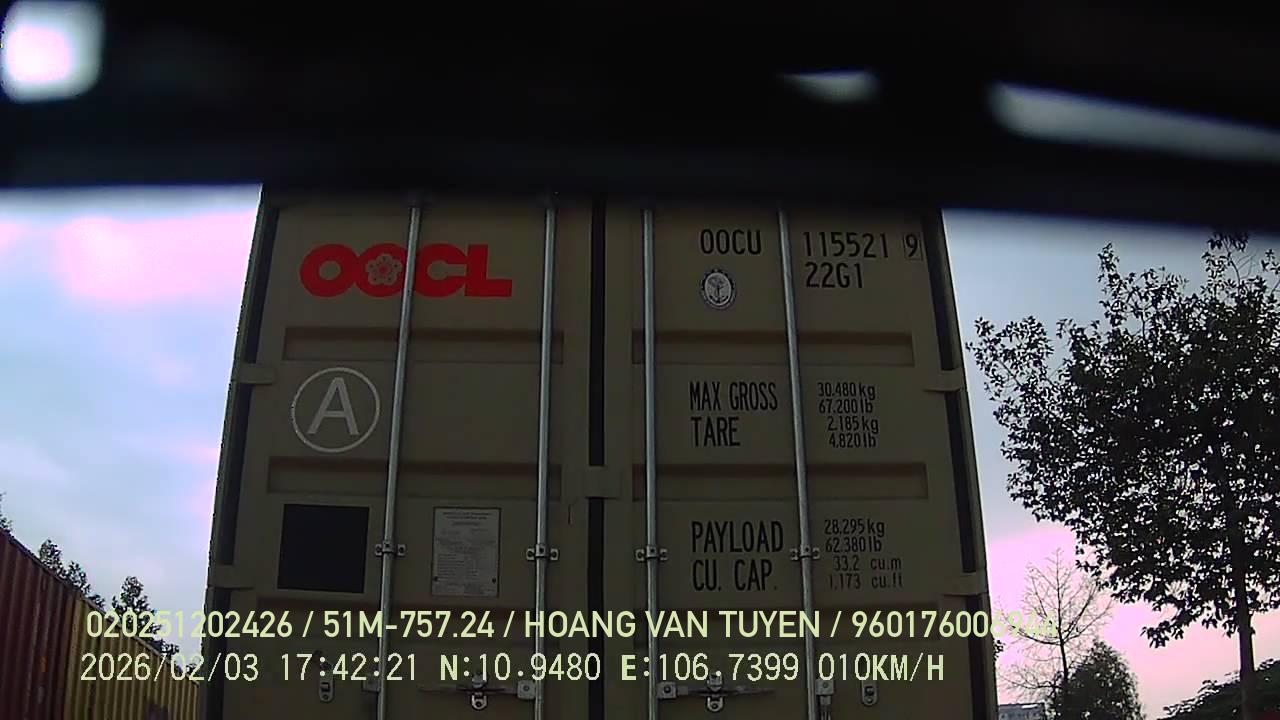 OOCL
OOCU 115521 9
22G1
A
MAX GROSS 30.480 kg
67.200 lb
TARE 2.185 kg
4.820 lb
PAYLOAD 28.295 kg
62.380 lb
CU. CAP. 33,2 cu.m
1,173 cu.ft
020251202426 / 51M-757.24 / HOANG VAN TUYEN / 960176006944
2026/02/03 17:42:21 N:10.9480 E:106.7399 010KM/H